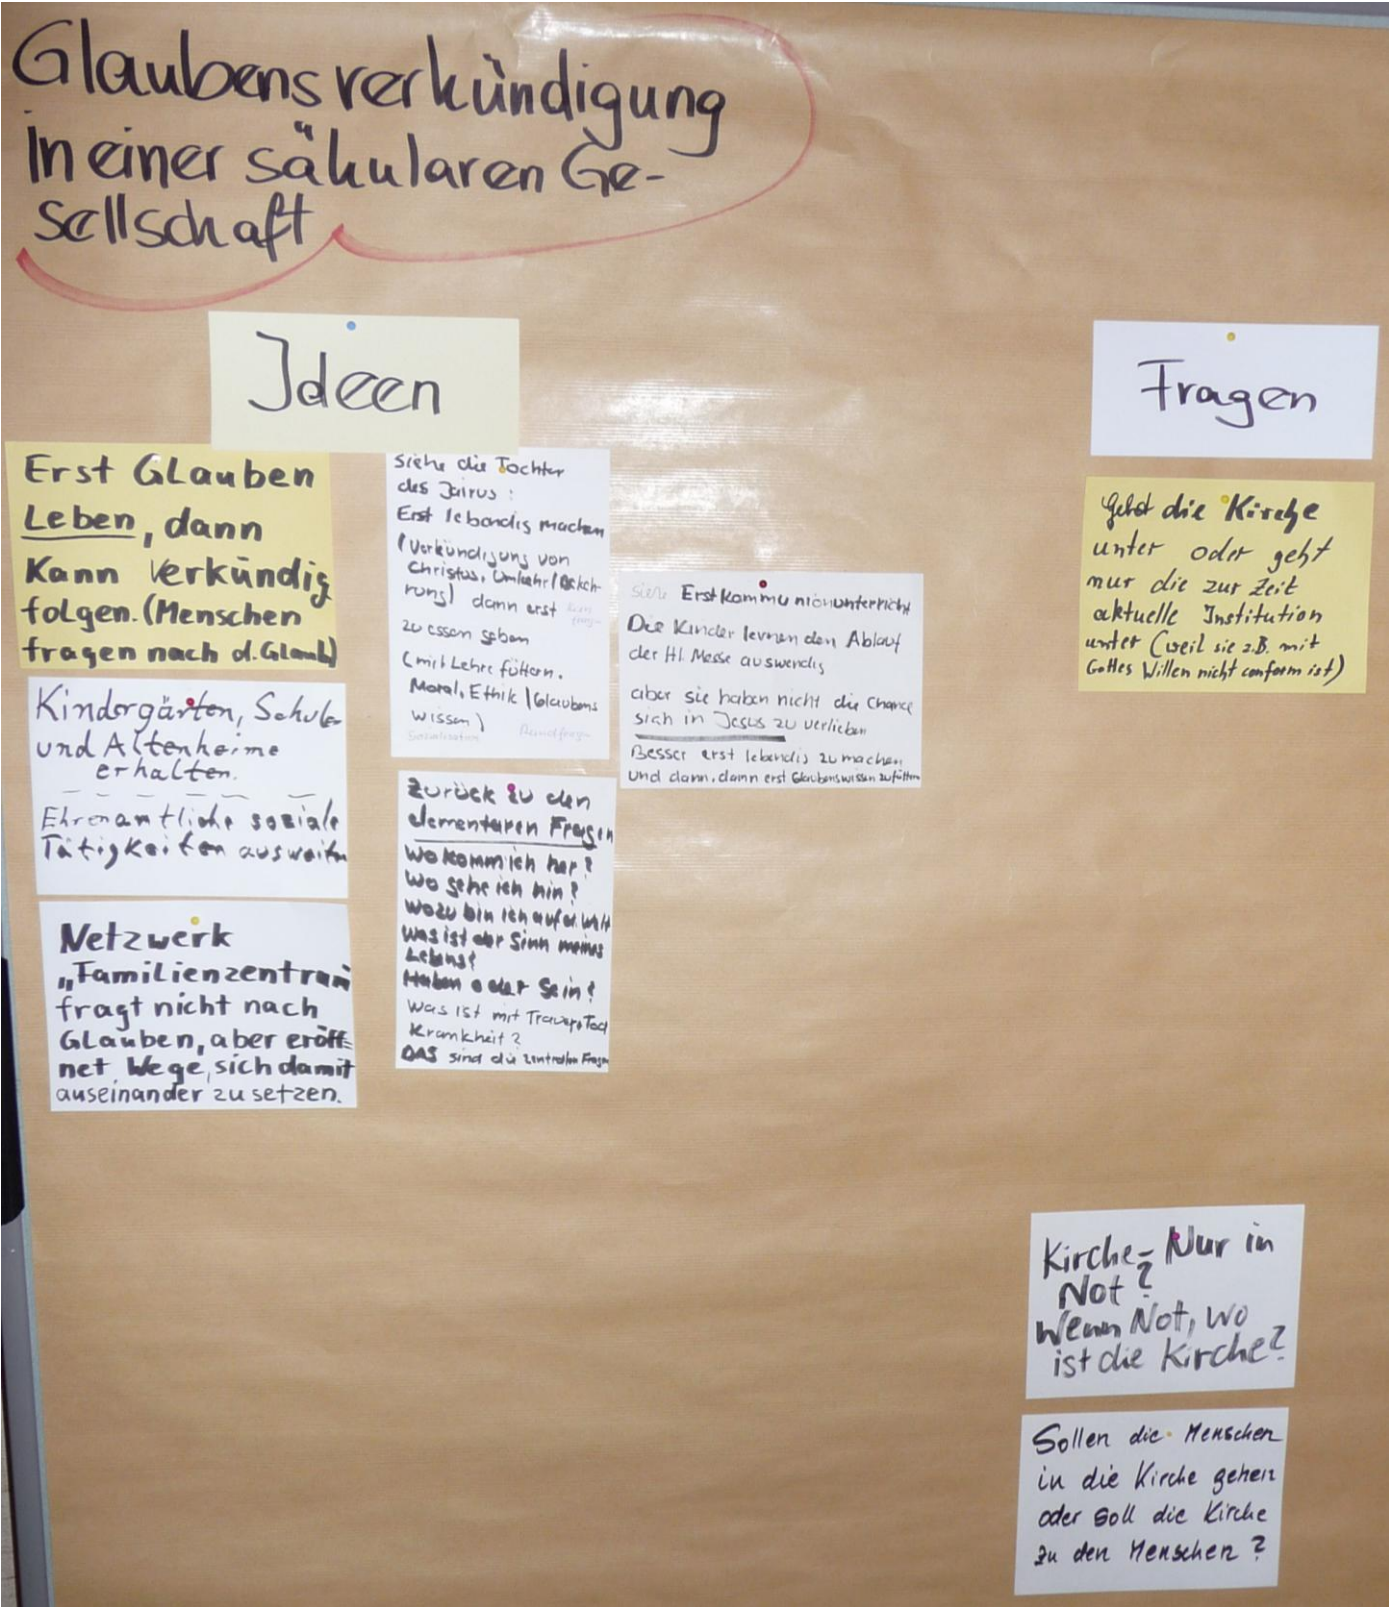 Glaubensverkündigung
in einer säkularen Ge-
sellschaft
Ideen
Erst Glauben
Leben, dann
Kann Verkündig
folgen. (Menschen
fragen nach d. Glaub)
Kindergärten, Schule
und Altenheime
erhalten.
Ehrenamtliche soziale
Tätigkeiten ausweiten
Netzwerk
„Familienzentrum
fragt nicht nach
Glauben, aber eröff=
net Wege, sich damit
auseinander zu setzen.
Siehe die Tochter
des Jairus:
Erst lebendig machen
(Verkündigung von
Christus, Umkehr/Bekeh-
rung) dann erst
zu essen geben
(mit Lehre füttern.
Moral, Ethik / Glaubens
wissen)
Zurück zu den
elementaren Fragen
Wo komm ich her?
Wo gehe ich hin?
Wozu bin ich auf d. Welt
Was ist der Sinn meines
Lebens?
Haben oder Sein?
Was ist mit Trauer, Tod
Krankheit?
DAS sind die zentralen Fragen
siehe Erstkommunionunterricht
Die Kinder lernen den Ablauf
der Hl. Messe auswendig
aber sie haben nicht die Chance
sich in Jesus zu verlieben
Besser erst lebendig zu machen
und dann, dann erst Glaubenswissen zu füttern
Fragen
Geht die Kirche
unter oder geht
nur die zur Zeit
aktuelle Institution
unter (weil sie z.B. mit
Gottes Willen nicht conform ist)
Kirche - Nur in
Not?
Wenn Not, wo
ist die Kirche?
Sollen die Menschen
in die Kirche gehen
oder soll die Kirche
zu den Menschen?